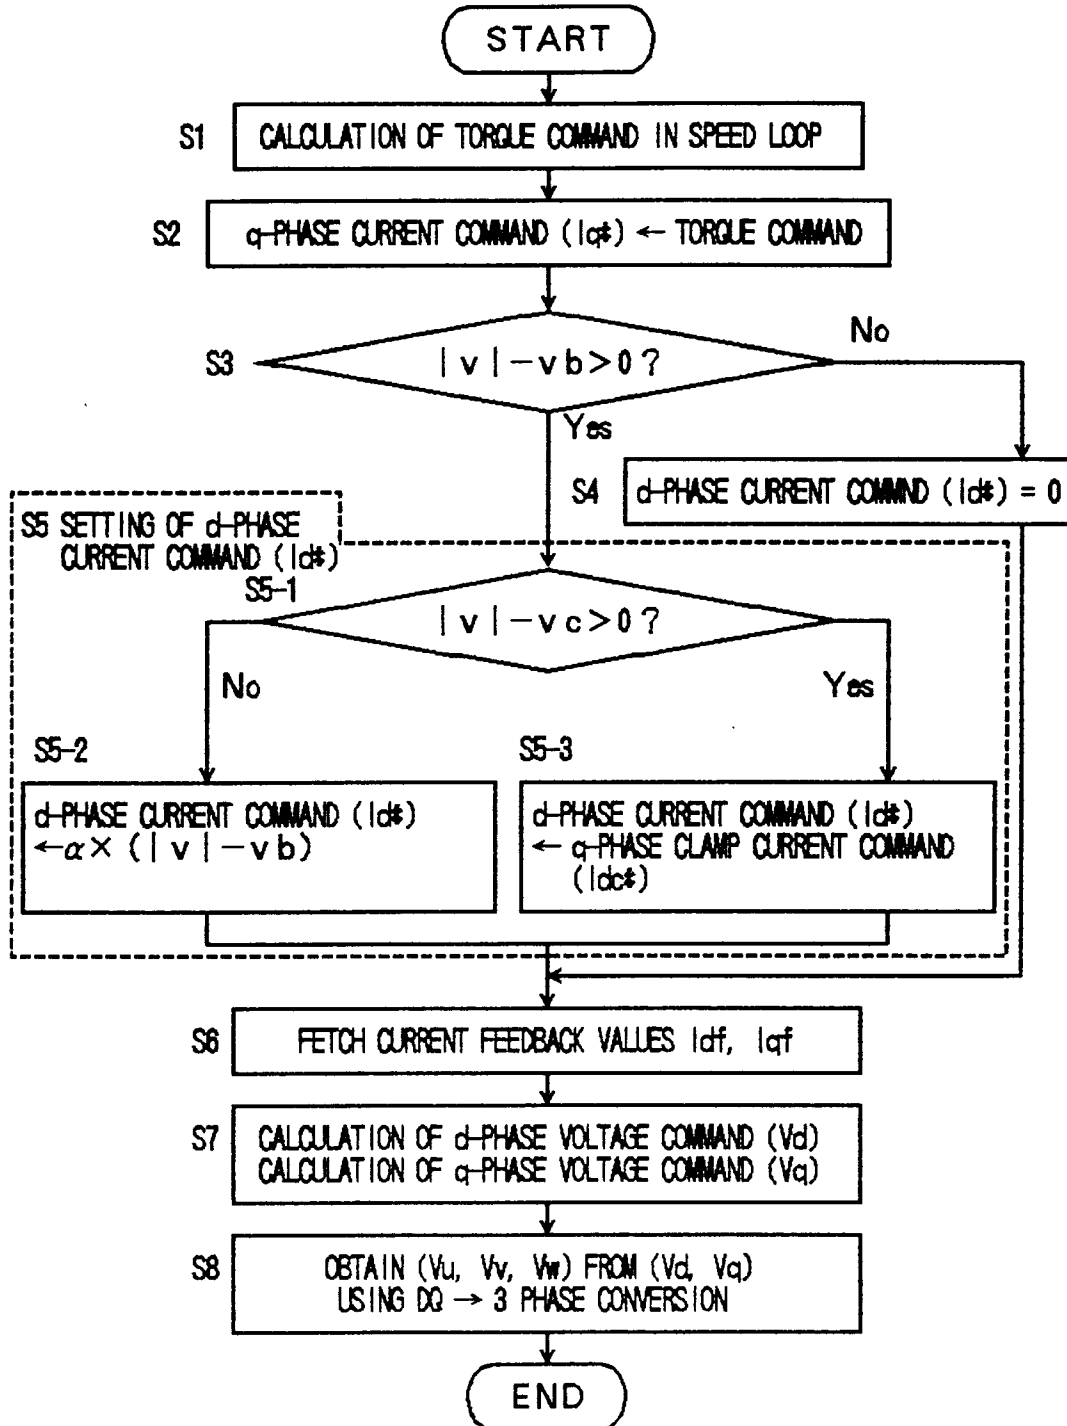 START
S1 CALCULATION OF TORQUE COMMAND IN SPEED LOOP
S2 q-PHASE CURRENT COMMAND (Iq*) ← TORQUE COMMAND
S3 |v|-vb>0?
No
Yes
S4 d-PHASE CURRENT COMMND (Id*) = 0
S5 SETTING OF d-PHASE
CURRENT COMMAND (Id*)
S5-1
|v|-vc>0?
No
Yes
S5-2
d-PHASE CURRENT COMMAND (Id*)
←α×(|v|-vb)
S5-3
d-PHASE CURRENT COMMAND (Id*)
← q-PHASE CLAMP CURRENT COMMAND
(Idc*)
S6 FETCH CURRENT FEEDBACK VALUES Idf, Iqf
S7 CALCULATION OF d-PHASE VOLTAGE COMMAND (Vd)
CALCULATION OF q-PHASE VOLTAGE COMMAND (Vq)
S8 OBTAIN (Vu, Vv, Vw) FROM (Vd, Vq)
USING DQ → 3 PHASE CONVERSION
END